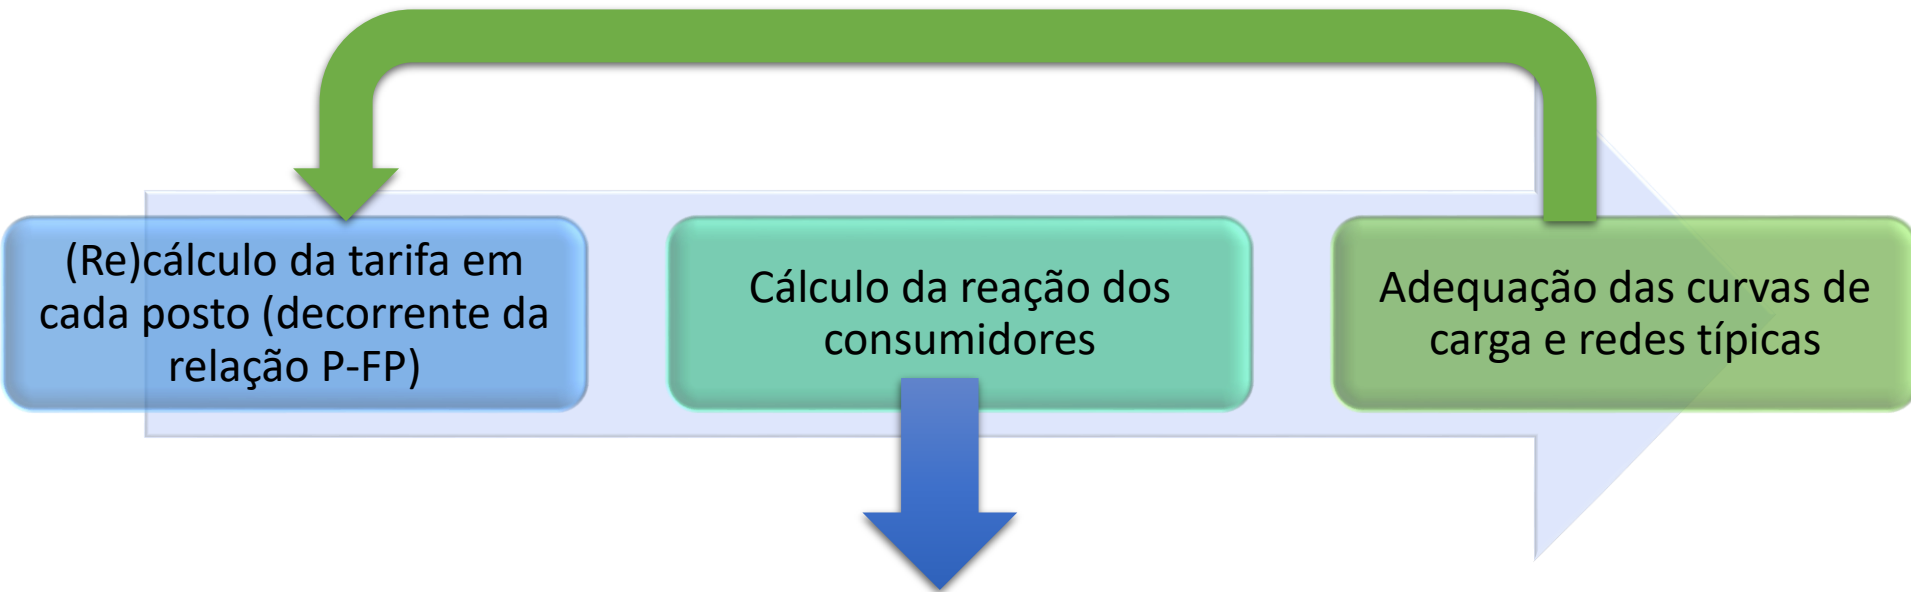 (Re)cálculo da tarifa em
cada posto (decorrente da
relação P-FP)
Cálculo da reação dos
consumidores
Adequação das curvas de
carga e redes típicas